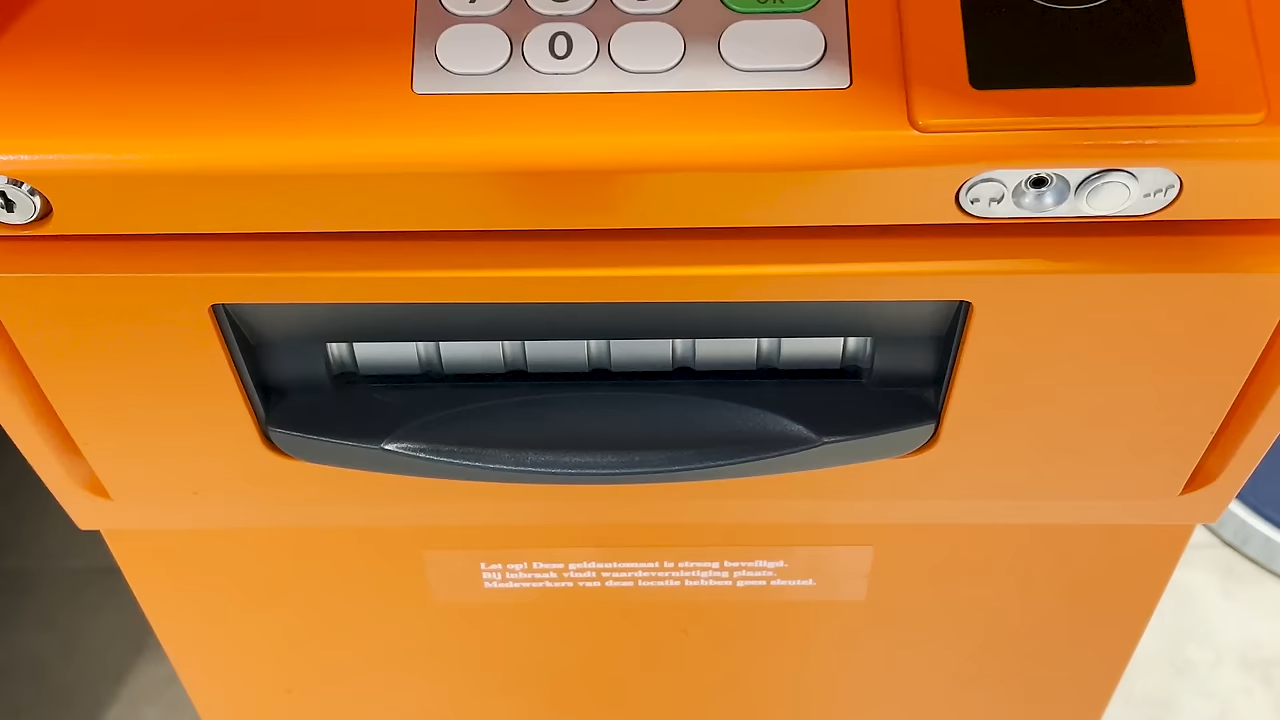 OK
0
Let op! Deze geldautomaat is streng beveiligd.
Bij inbraak vindt waardevernietiging plaats.
Medewerkers van deze locatie hebben geen sleutel.